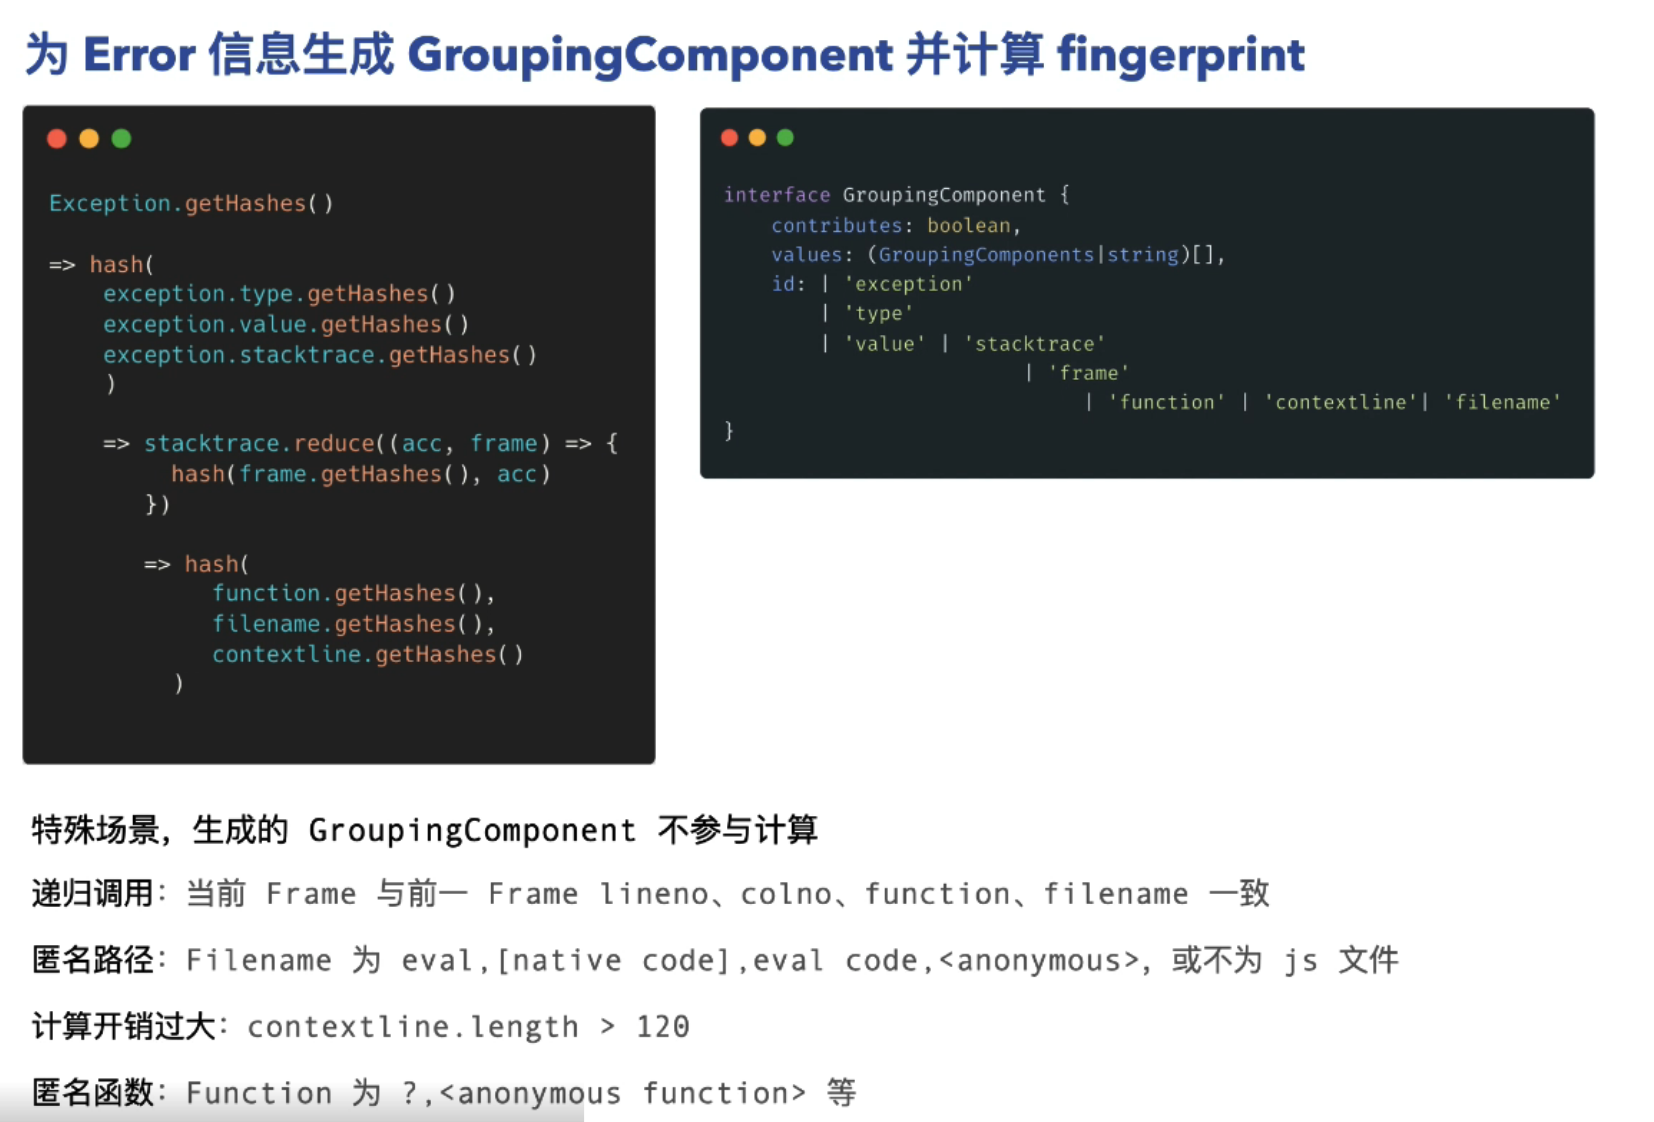 为 Error 信息生成 GroupingComponent 并计算 fingerprint
Exception.getHashes()
=> hash(
exception.type.getHashes()
exception.value.getHashes()
exception.stacktrace.getHashes()
)
=> stacktrace.reduce((acc, frame) => {
hash(frame.getHashes(), acc)
})
=> hash(
function.getHashes(),
filename.getHashes(),
contextline.getHashes()
)
interface GroupingComponent {
contributes: boolean,
values: (GroupingComponents|string)[],
id: | 'exception'
| 'type'
| 'value' | 'stacktrace'
| 'frame'
| 'function' | 'contextline'| 'filename'
}
特殊场景，生成的 GroupingComponent 不参与计算
递归调用：当前 Frame 与前一 Frame lineno、colno、function、filename 一致
匿名路径：Filename 为 eval,[native code],eval code,<anonymous>，或不为 js 文件
计算开销过大：contextline.length > 120
匿名函数：Function 为 ?,<anonymous function> 等